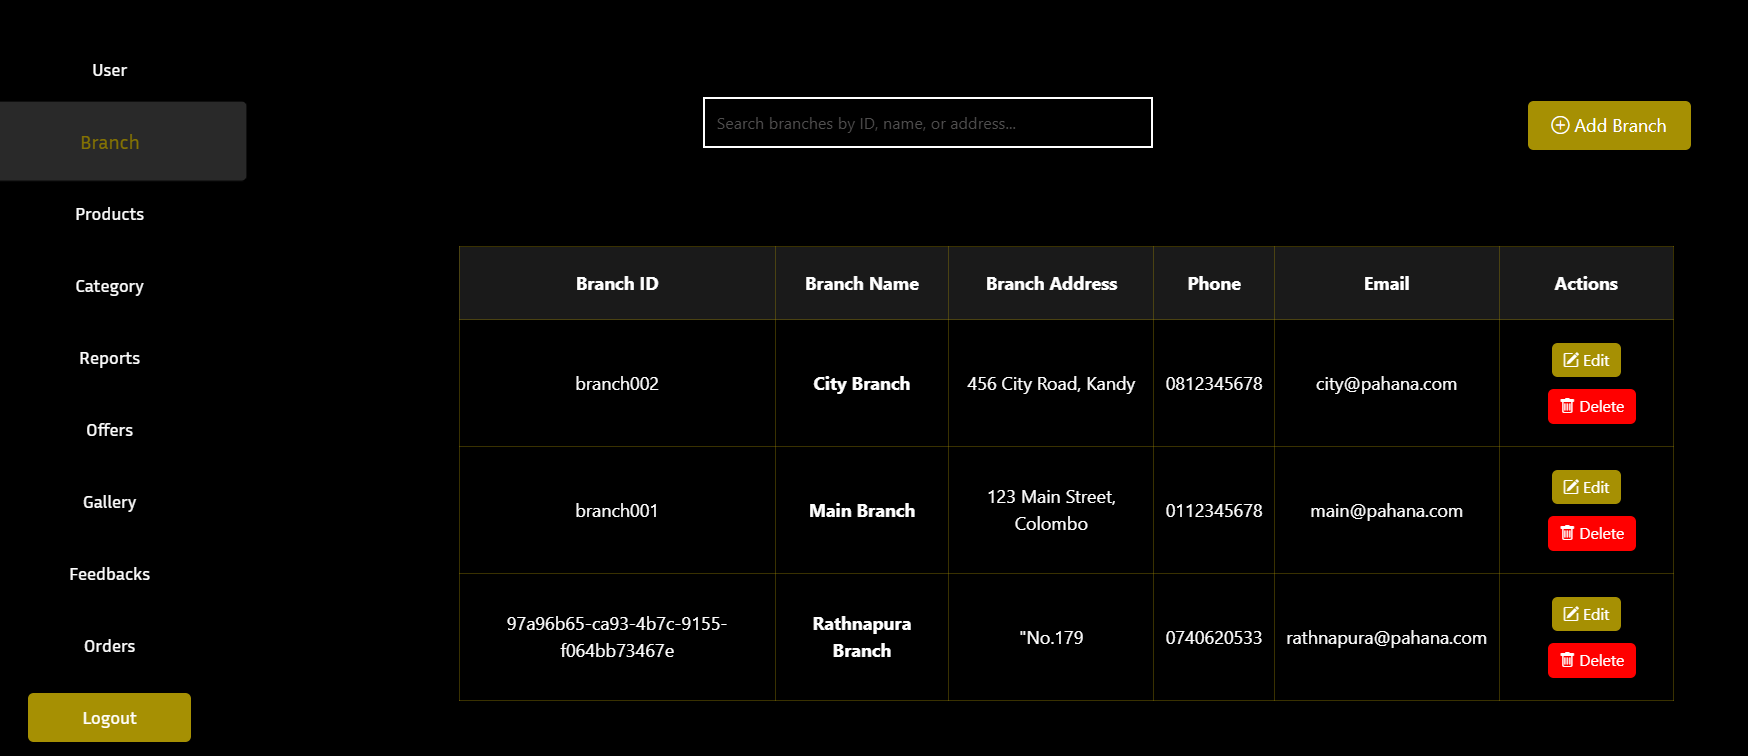 User
Branch
Products
Category
Reports
Offers
Gallery
Feedbacks
Orders
Logout
Search branches by ID, name, or address...
Add Branch
Branch ID
Branch Name
Branch Address
Phone
Email
Actions
branch002
City Branch
456 City Road, Kandy
0812345678
city@pahana.com
Edit
Delete
branch001
Main Branch
123 Main Street,
Colombo
0112345678
main@pahana.com
Edit
Delete
97a96b65-ca93-4b7c-9155-
f064bb73467e
Rathnapura
Branch
"No.179
0740620533
rathnapura@pahana.com
Edit
Delete